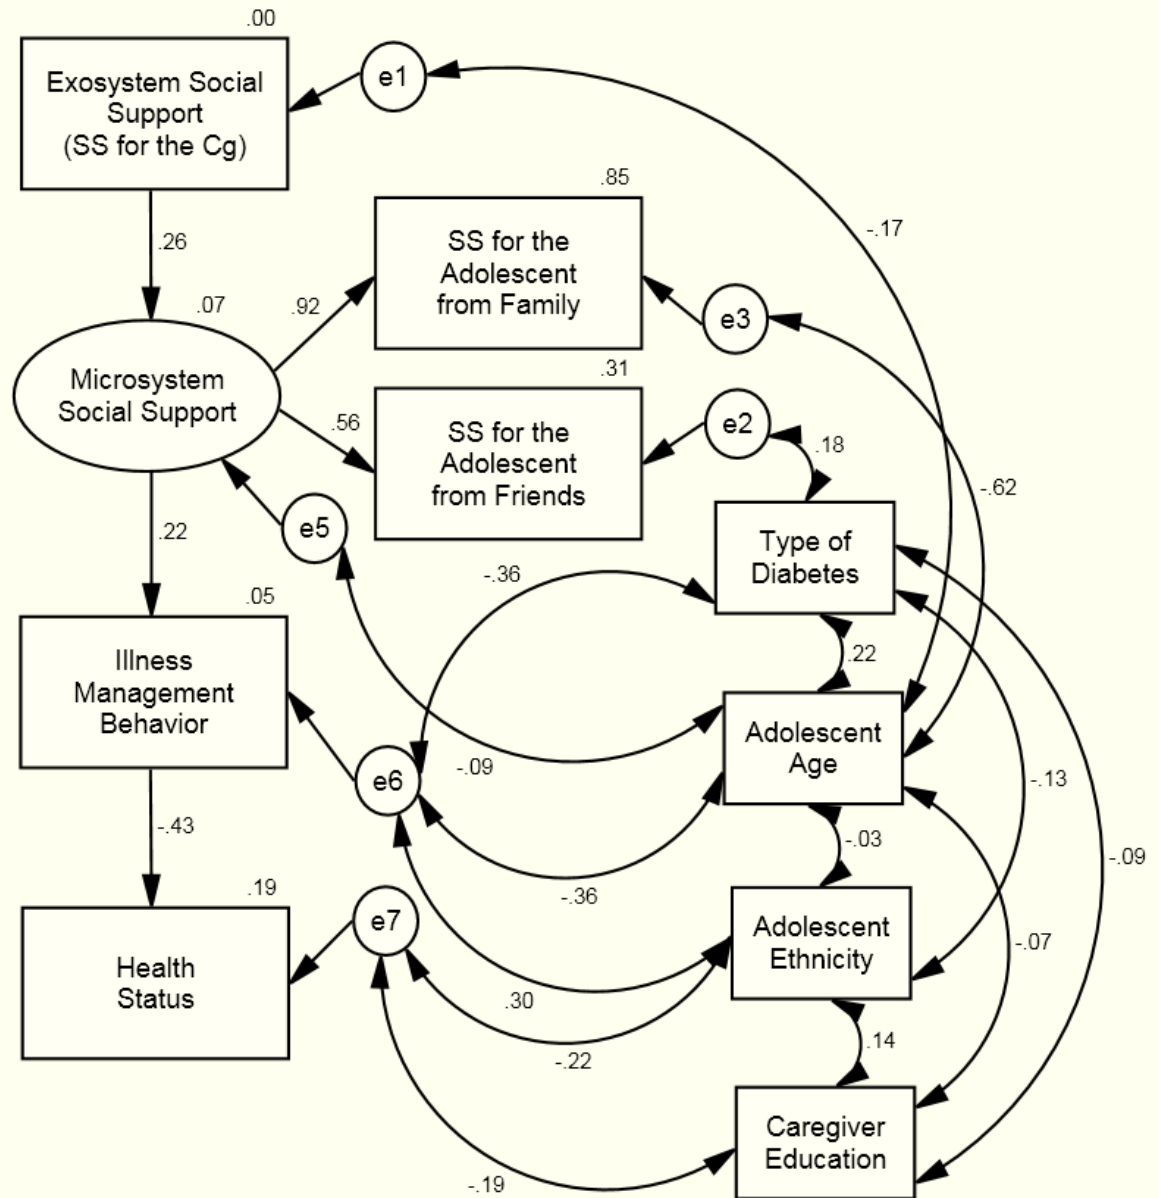 .00
Exosystem Social
Support
(SS for the Cg)
e1
-.17
.26
.85
SS for the
Adolescent
from Family
.07
.92
e3
Microsystem
Social Support
.31
.56
SS for the
Adolescent
from Friends
e2
.18
-.62
e5
.22
Type of
Diabetes
-.36
.05
Illness
Management
Behavior
.22
Adolescent
Age
-.09
e6
-.13
-.43
-.03
-.09
-.36
.19
e7
Adolescent
Ethnicity
-.07
Health
Status
.30
-.22
.14
Caregiver
Education
-.19